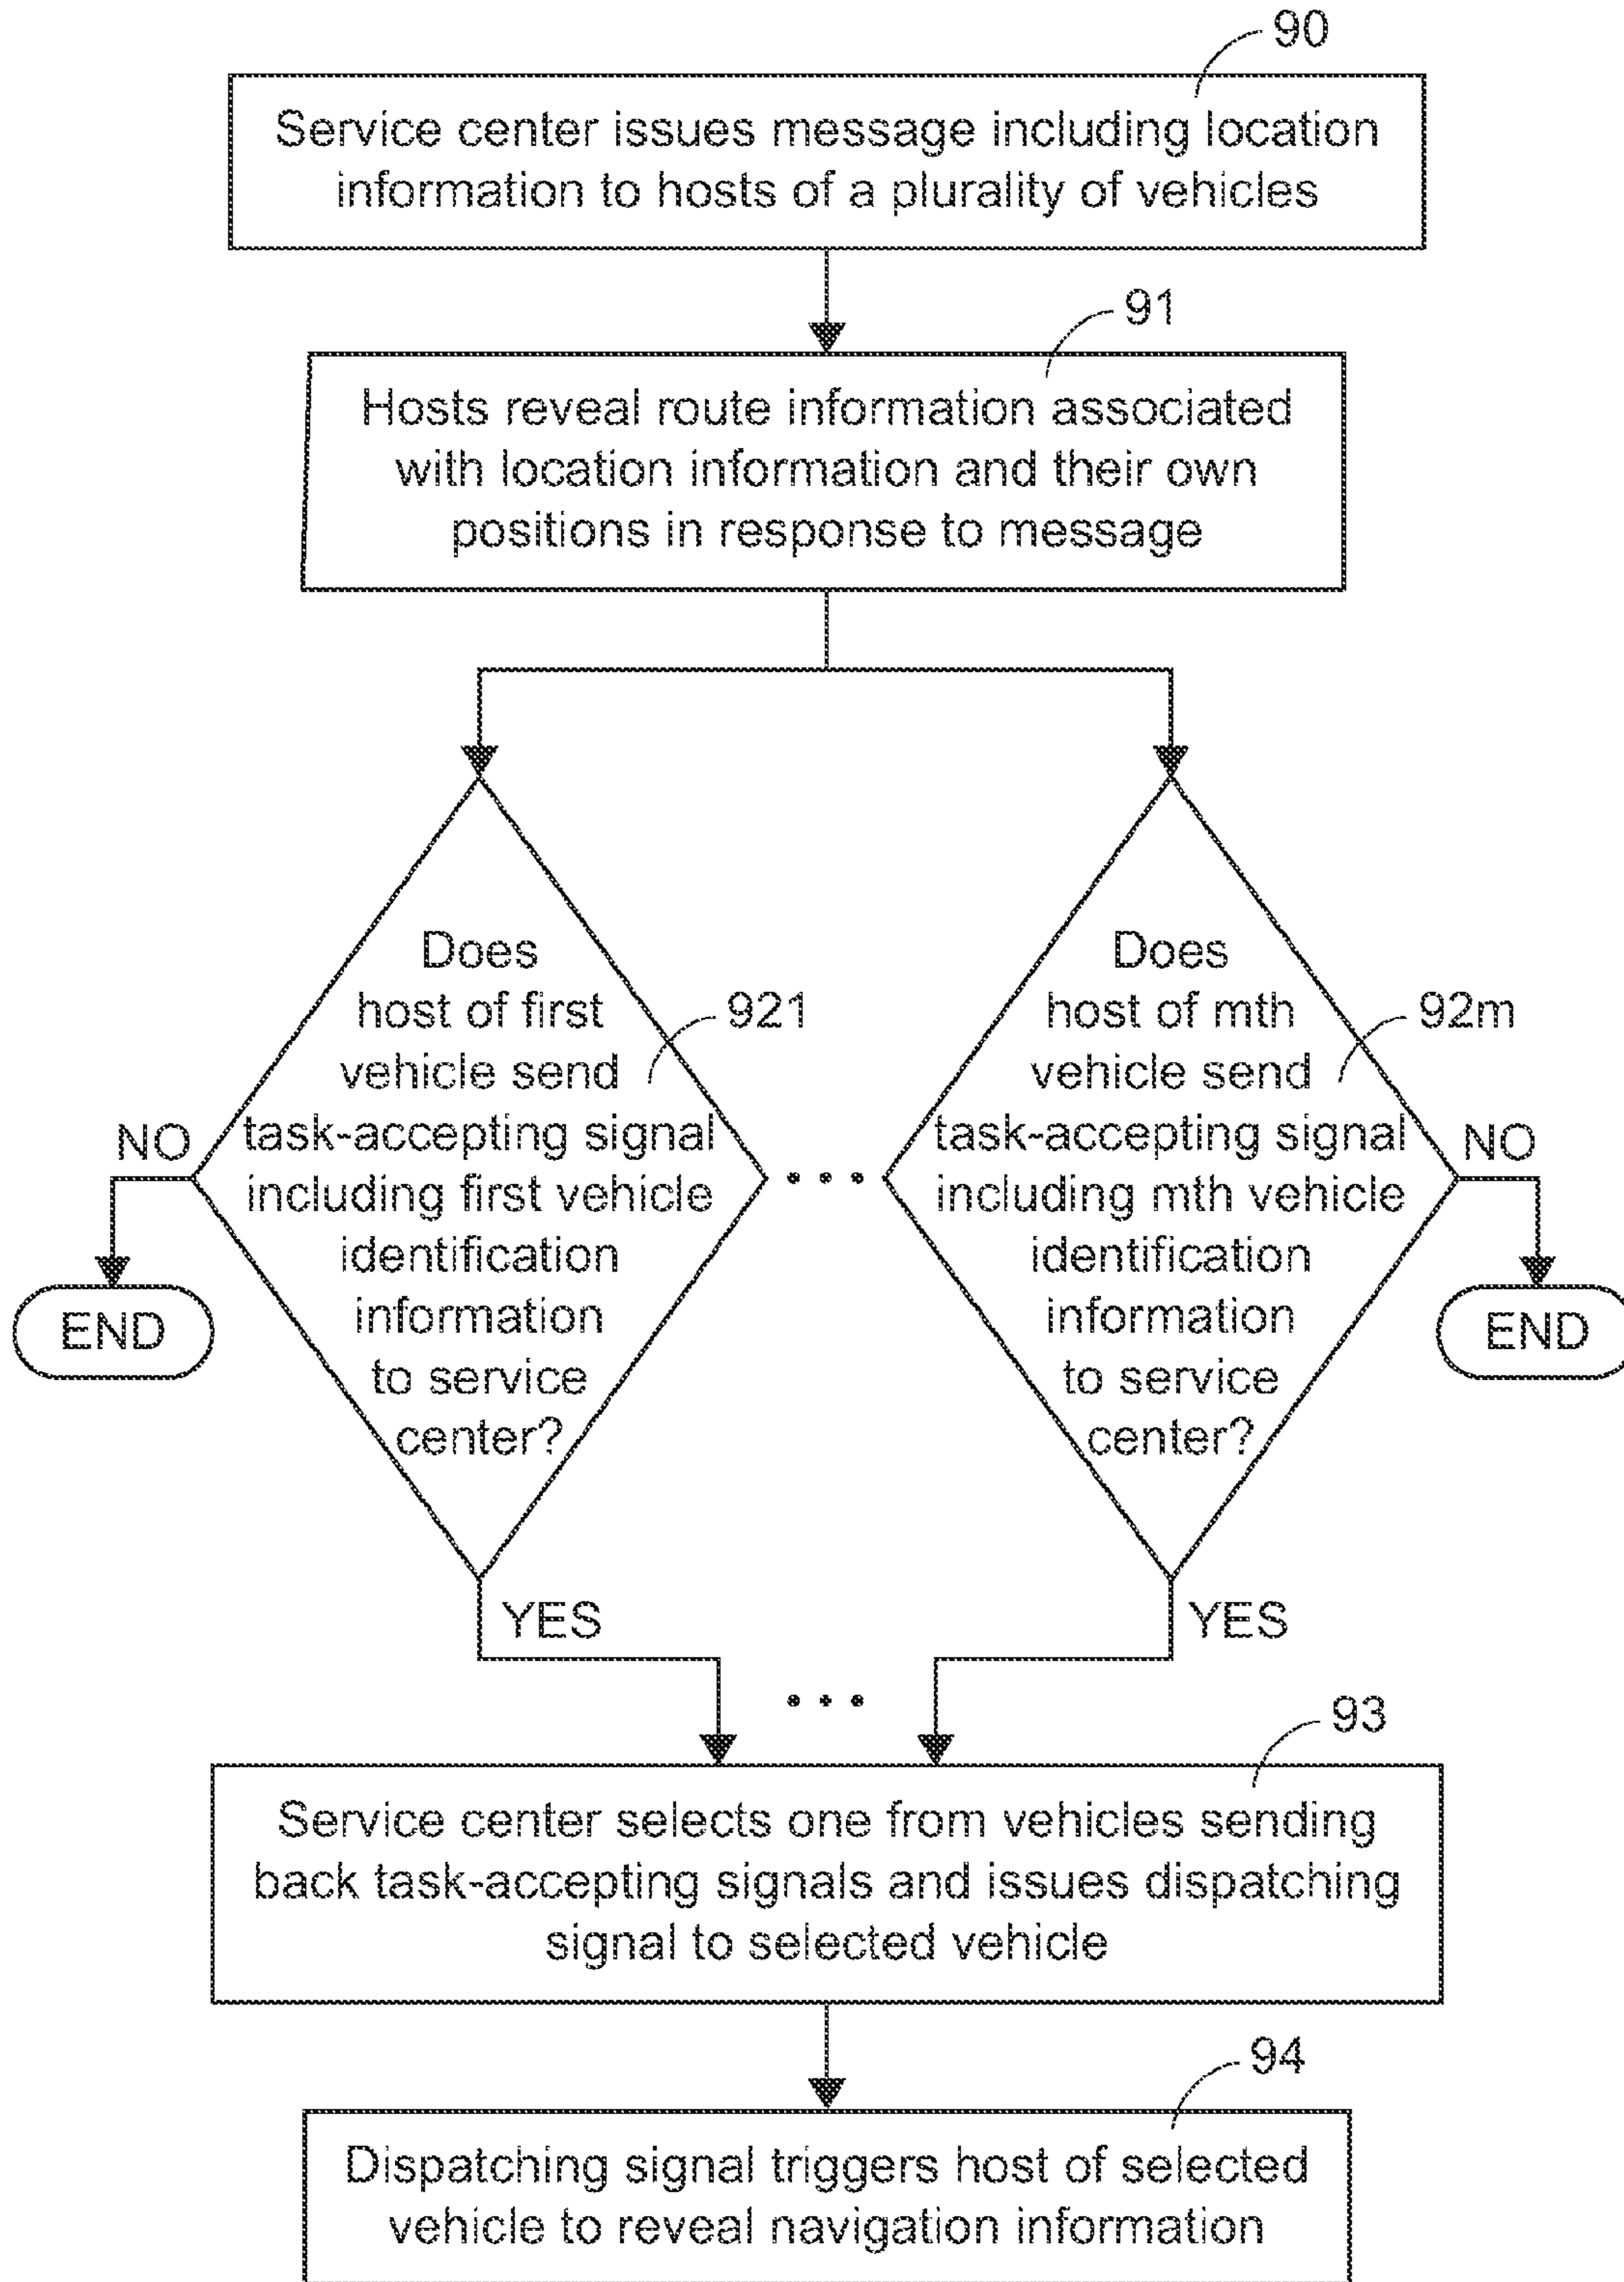 90
Service center issues message including location
information to hosts of a plurality of vehicles
91
Hosts reveal route information associated
with location information and their own
positions in response to message
Does
host of first
vehicle send
task-accepting signal
including first vehicle
identification
information
to service
center?
921
NO
END
YES
. . .
Does
host of mth
vehicle send
task-accepting signal
including mth vehicle
identification
information
to service
center?
92m
NO
END
YES
. . .
93
Service center selects one from vehicles sending
back task-accepting signals and issues dispatching
signal to selected vehicle
94
Dispatching signal triggers host of selected
vehicle to reveal navigation information